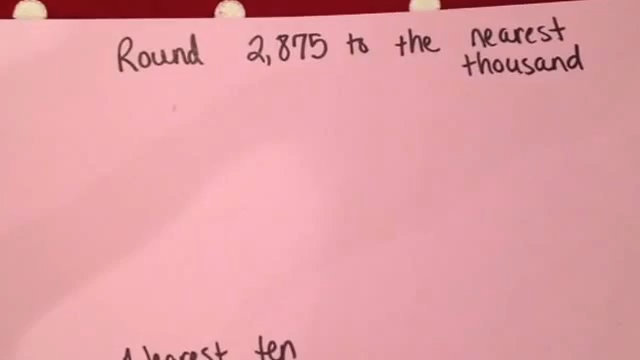 Round 2,875 to the nearest
thousand
Nearest ten